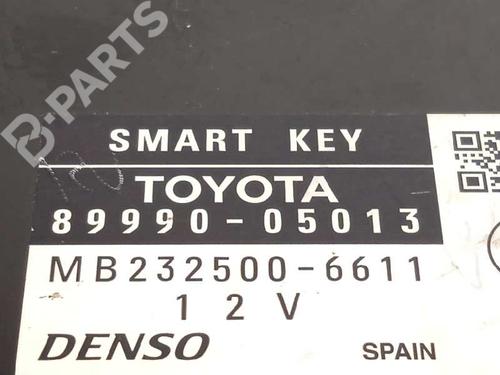 B-PARTS
SMART KEY
TOYOTA
89990-05013
MB232500-6611
12V
DENSO SPAIN